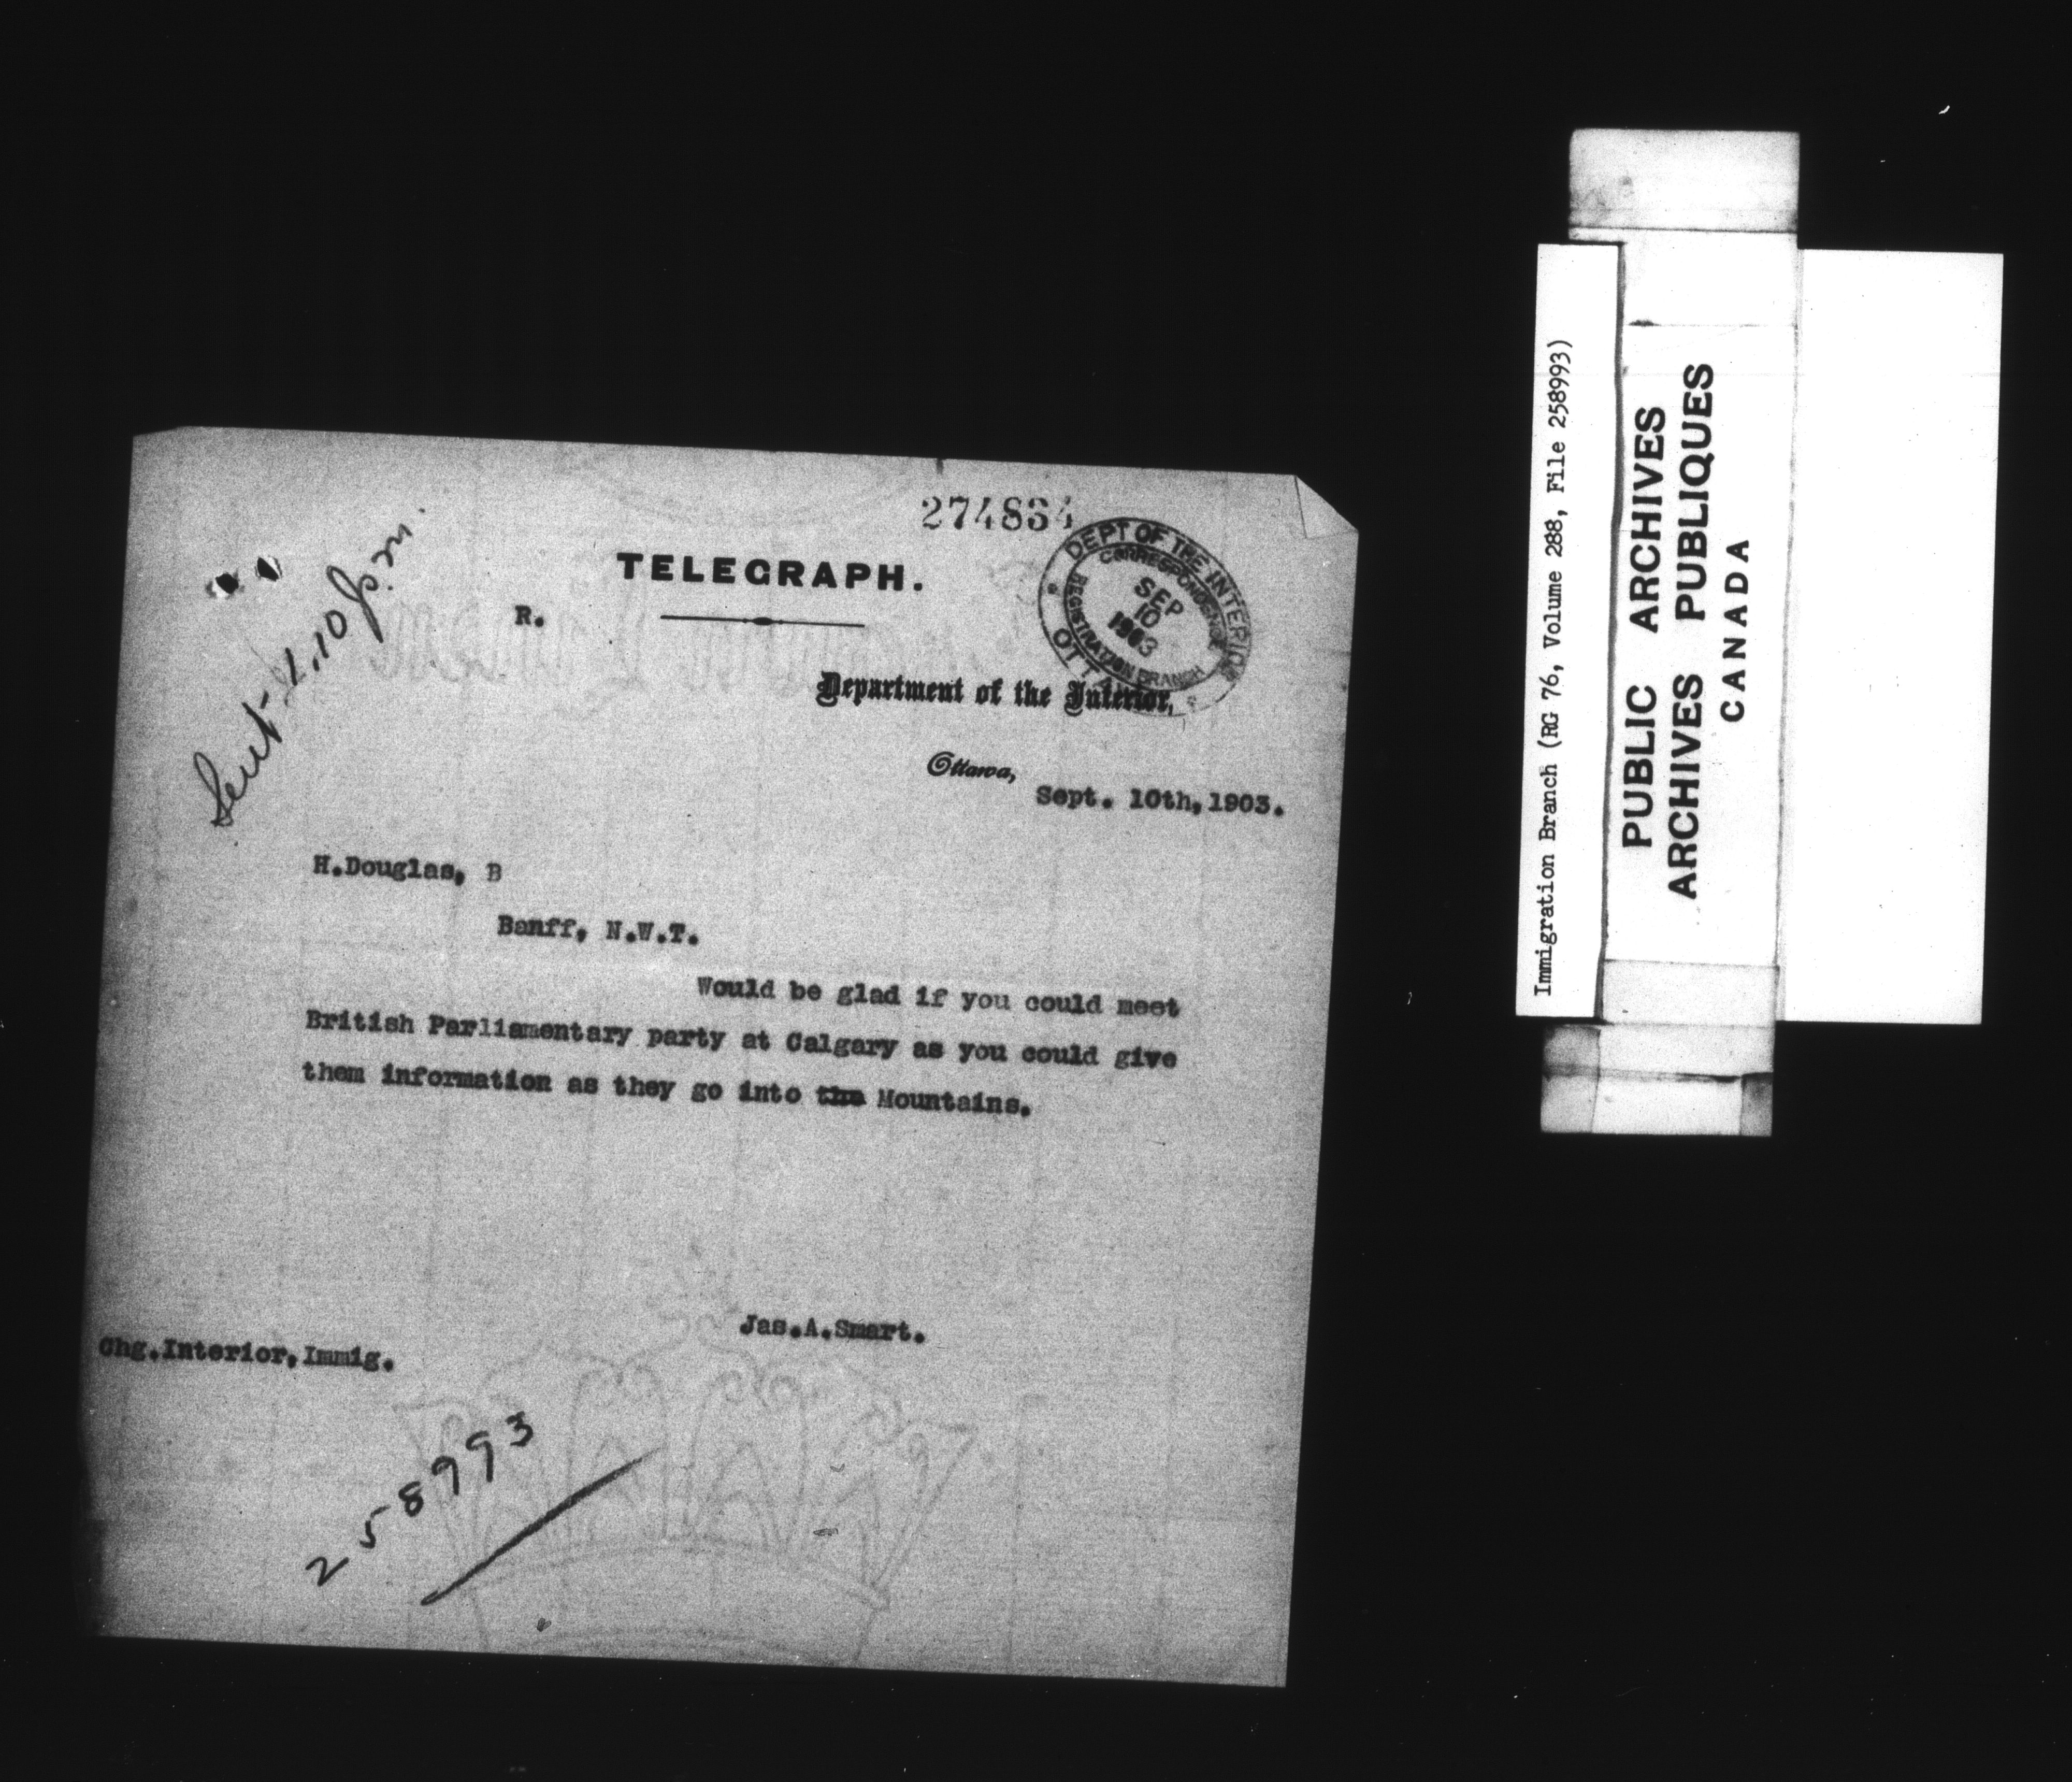 274834
TELEGRAPH.
R.
DEPT OF THE INTERIOR
CORRESPONDENCE
SEP
10
1903
REGISTRATION BRANCH
OTTAWA
Department of the Interior,
Ottawa,
Sept. 10th, 1903.
Sent- 4.10 p.m.
H.Douglas, B
Banff, N.W.T.
Would be glad if you could meet
British Parliamentary party at Calgary as you could give
them information as they go into the Mountains.
Jas.A.Smart.
Chg.Interior, Immig.
258993
Immigration Branch (RG 76, Volume 288, File 258993)
PUBLIC ARCHIVES
ARCHIVES PUBLIQUES
CANADA